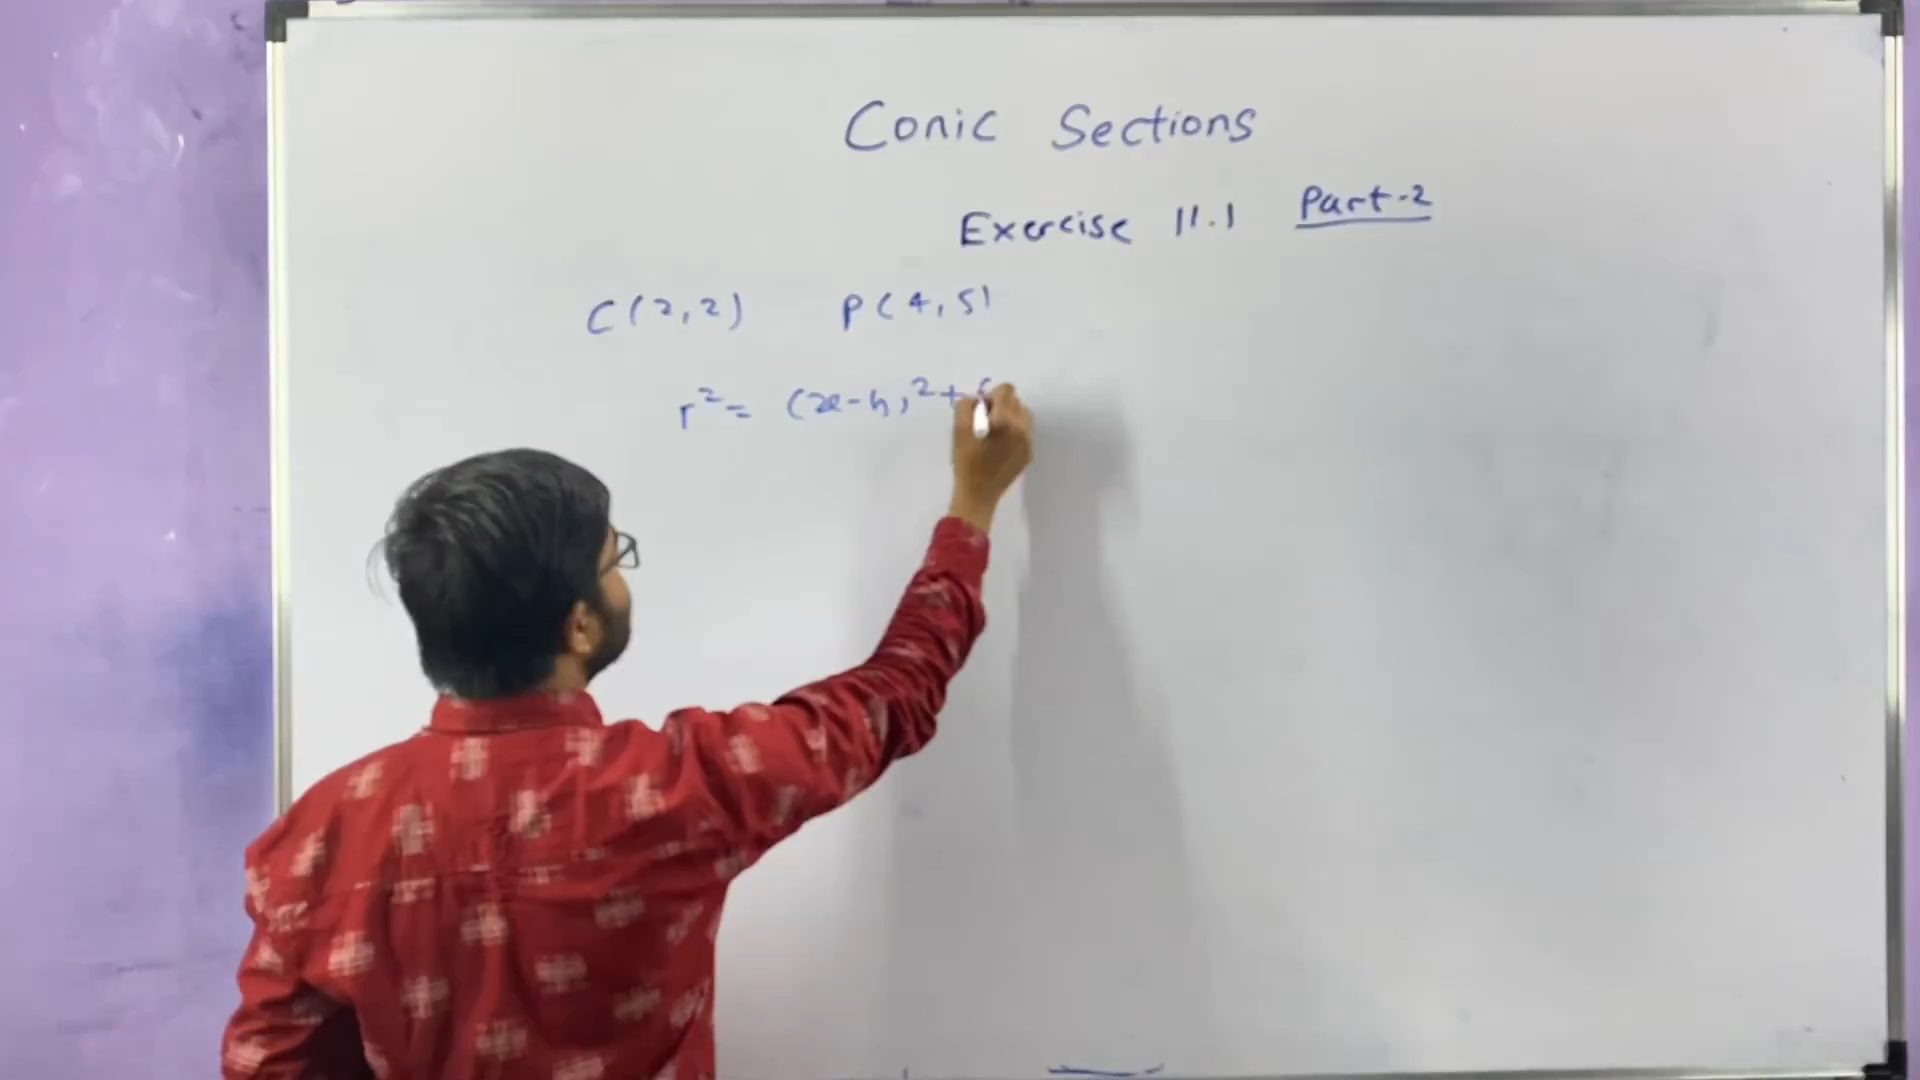 Conic Sections
Exercise 11.1 Part-2
C(2,2) P(4,5)
r²= (x-h)²+(